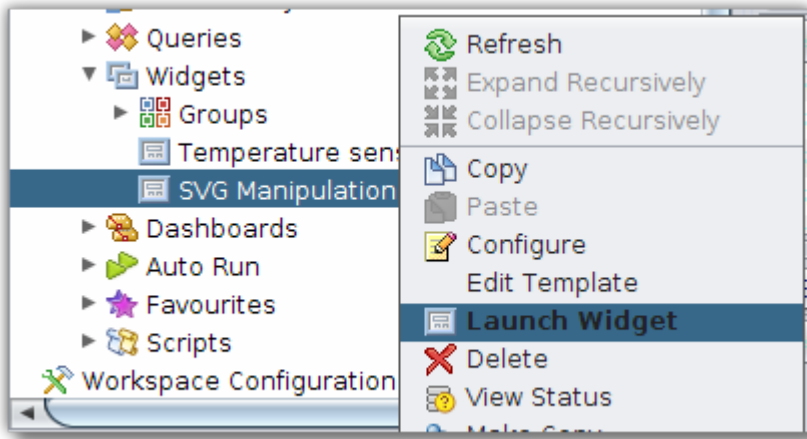 Queries
Widgets
Groups
Temperature sen
SVG Manipulation
Dashboards
Auto Run
Favourites
Scripts
Workspace Configuration
Refresh
Expand Recursively
Collapse Recursively
Copy
Paste
Configure
Edit Template
Launch Widget
Delete
View Status